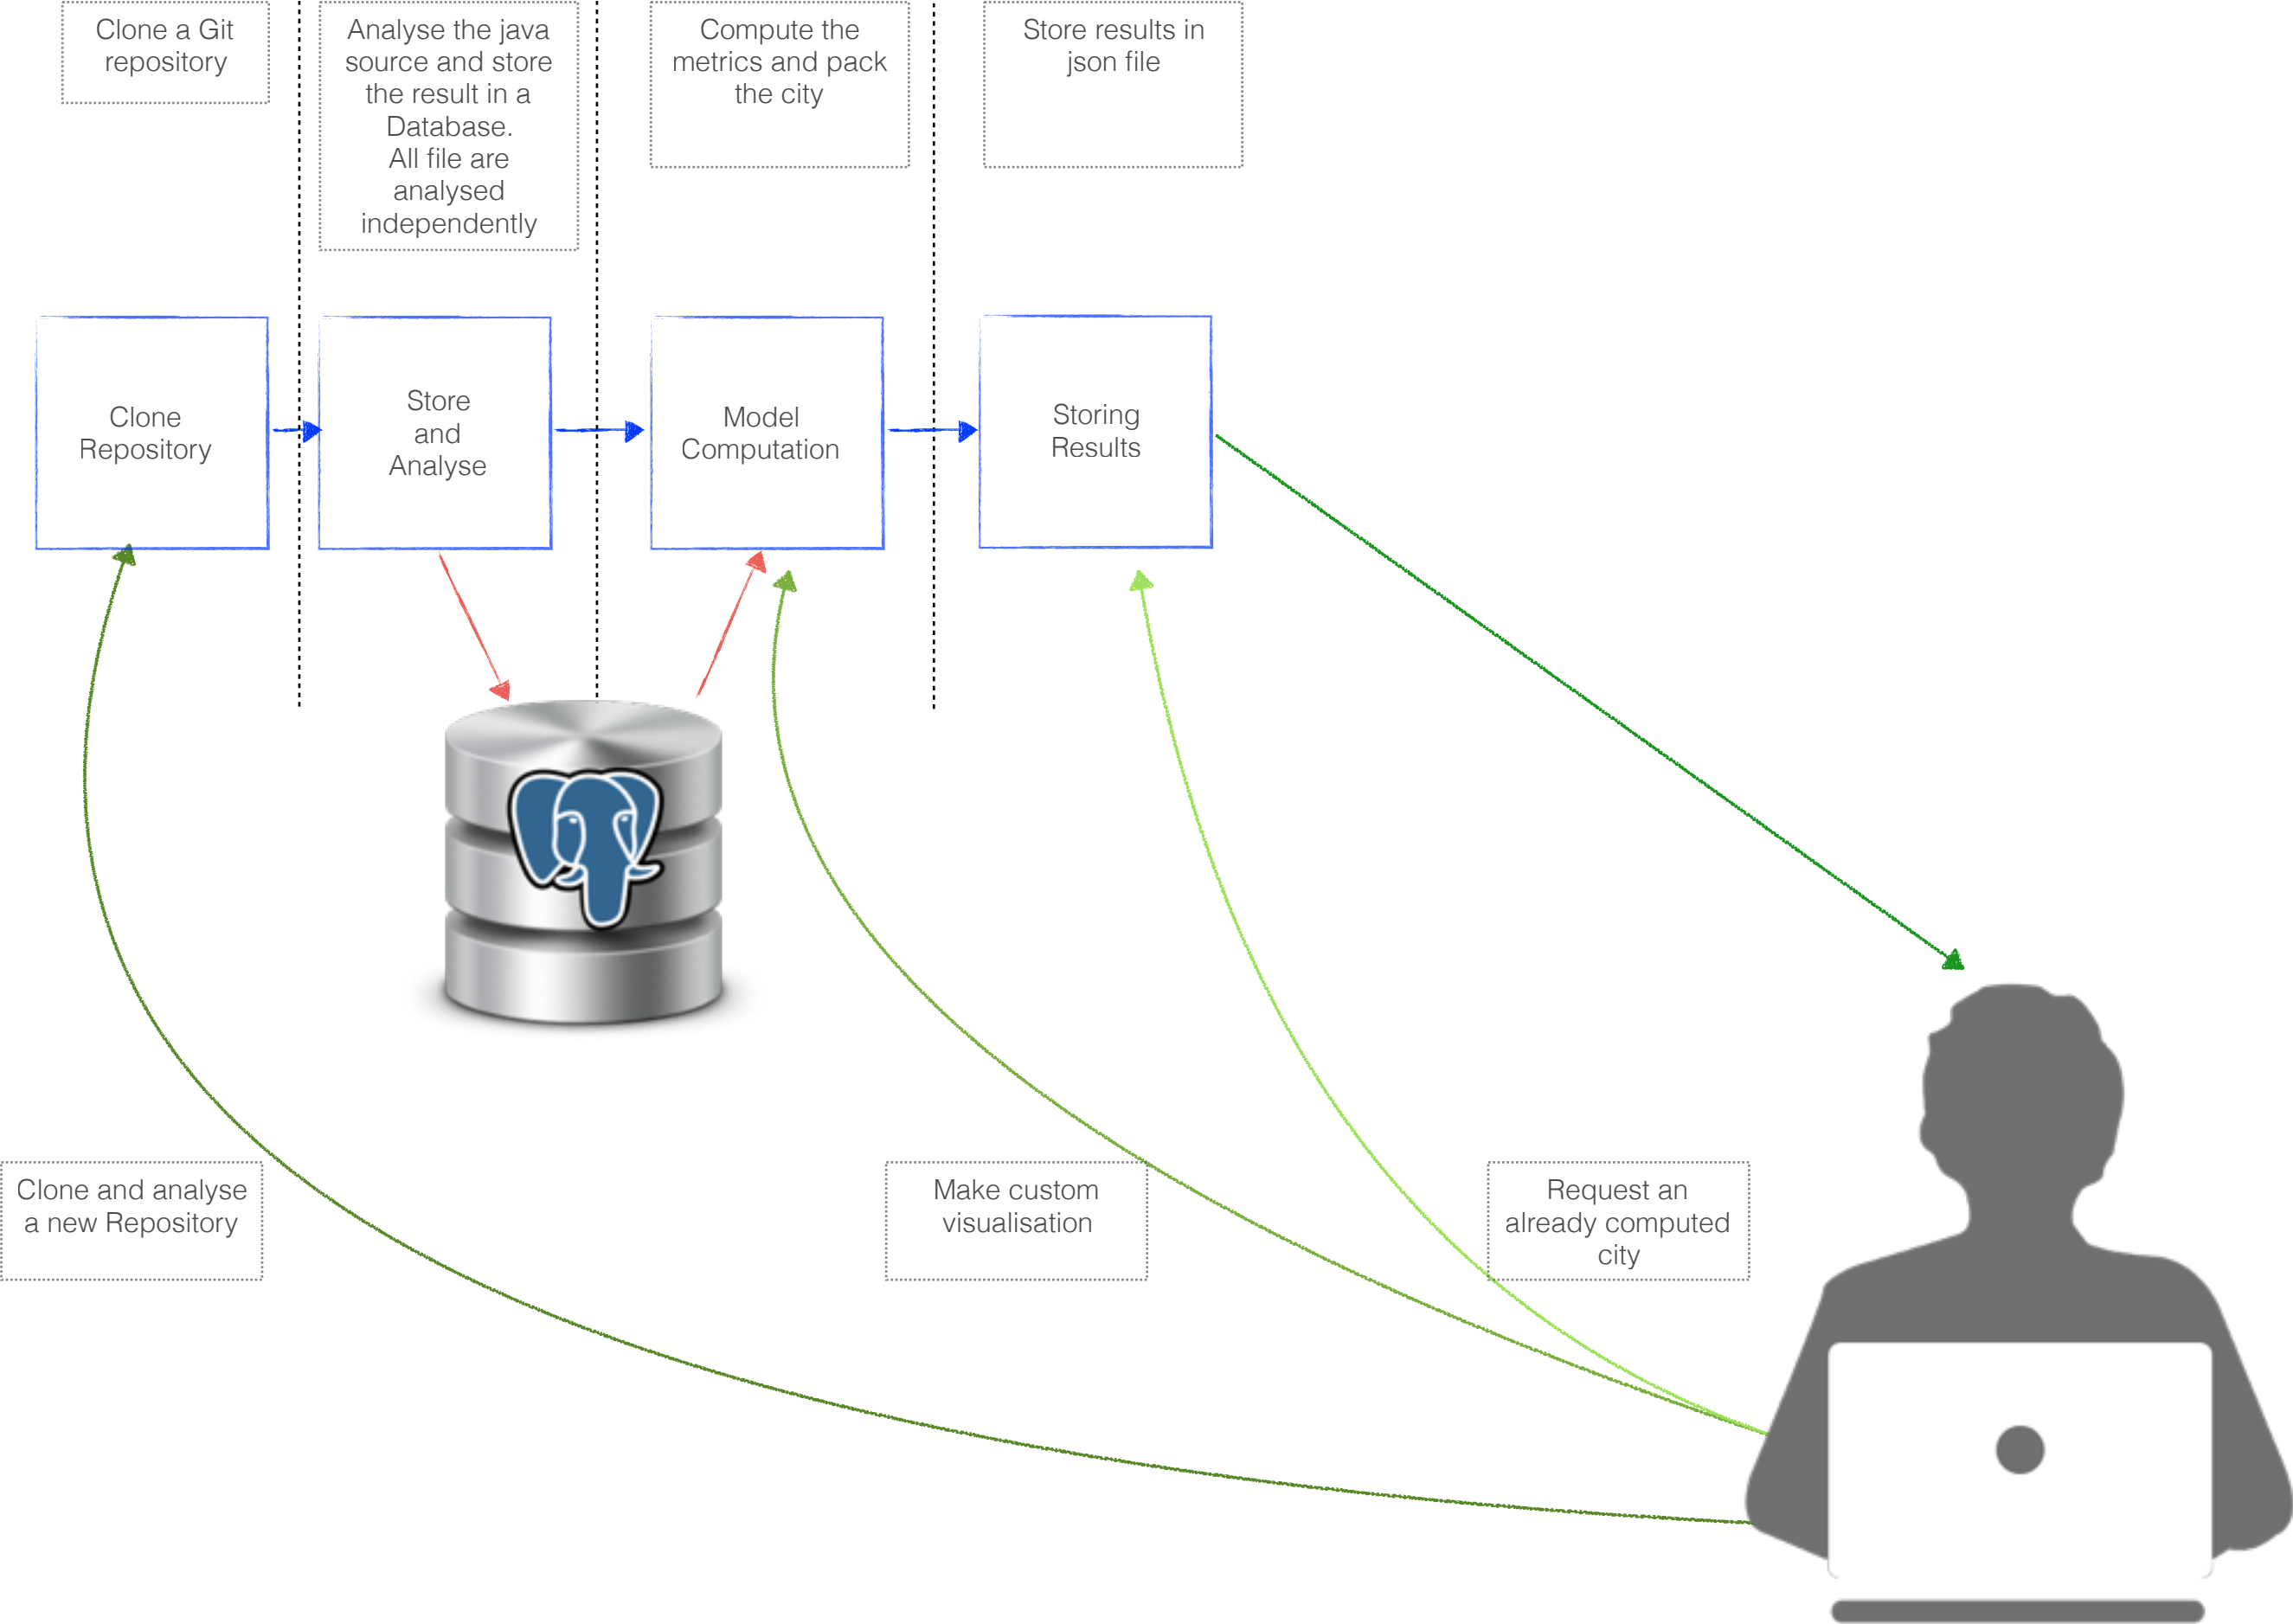 Clone a Git
repository
Analyse the java
source and store
the result in a
Database.
All file are
analysed
independently
Compute the
metrics and pack
the city
Store results in
json file
Clone
Repository
Store
and
Analyse
Model
Computation
Storing
Results
Clone and analyse
a new Repository
Make custom
visualisation
Request an
already computed
city